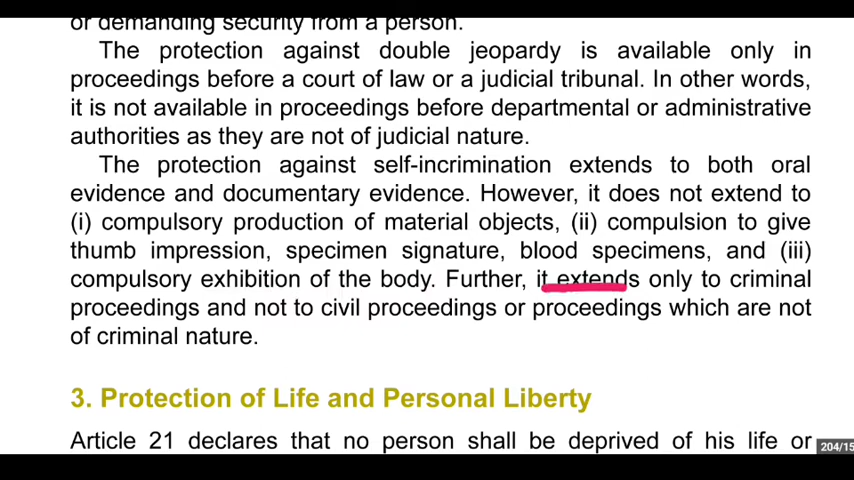 or demanding security from a person.
The protection against double jeopardy is available only in
proceedings before a court of law or a judicial tribunal. In other words,
it is not available in proceedings before departmental or administrative
authorities as they are not of judicial nature.
The protection against self-incrimination extends to both oral
evidence and documentary evidence. However, it does not extend to
(i) compulsory production of material objects, (ii) compulsion to give
thumb impression, specimen signature, blood specimens, and (iii)
compulsory exhibition of the body. Further, it extends only to criminal
proceedings and not to civil proceedings or proceedings which are not
of criminal nature.
3. Protection of Life and Personal Liberty
Article 21 declares that no person shall be deprived of his life or
204/15